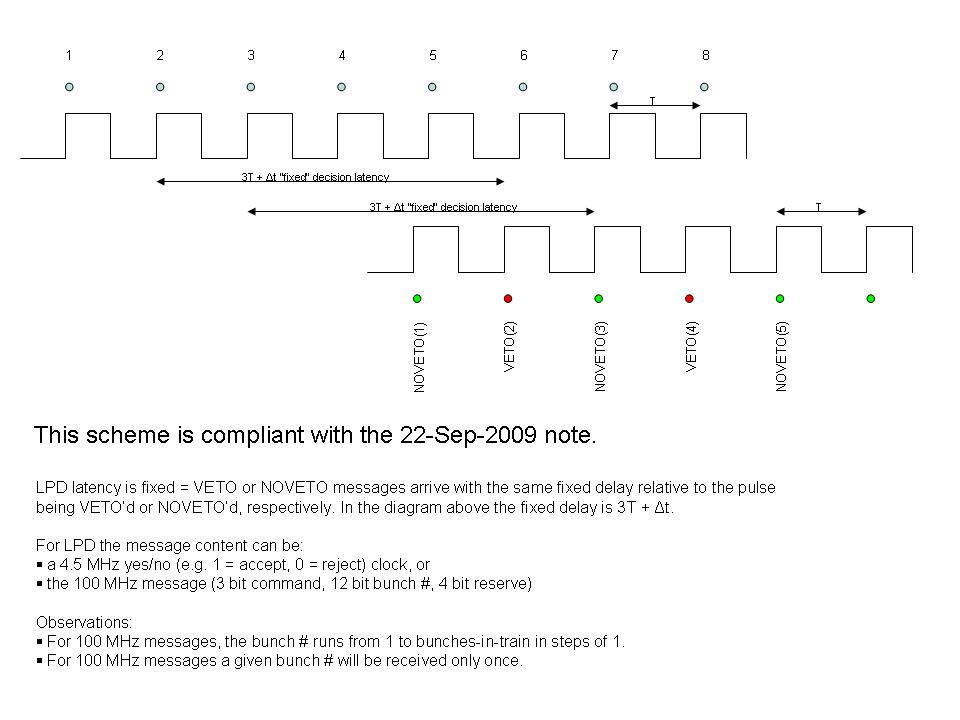 1 2 3 4 5 6 7 8
T
3T + Δt "fixed" decision latency
3T + Δt "fixed" decision latency
T
NOVETO(1)
VETO(2)
NOVETO(3)
VETO(4)
NOVETO(5)
This scheme is compliant with the 22-Sep-2009 note.
LPD latency is fixed = VETO or NOVETO messages arrive with the same fixed delay relative to the pulse
being VETO’d or NOVETO’d, respectively. In the diagram above the fixed delay is 3T + Δt.
For LPD the message content can be:
▪ a 4.5 MHz yes/no (e.g. 1 = accept, 0 = reject) clock, or
▪ the 100 MHz message (3 bit command, 12 bit bunch #, 4 bit reserve)
Observations:
▪ For 100 MHz messages, the bunch # runs from 1 to bunches-in-train in steps of 1.
▪ For 100 MHz messages a given bunch # will be received only once.